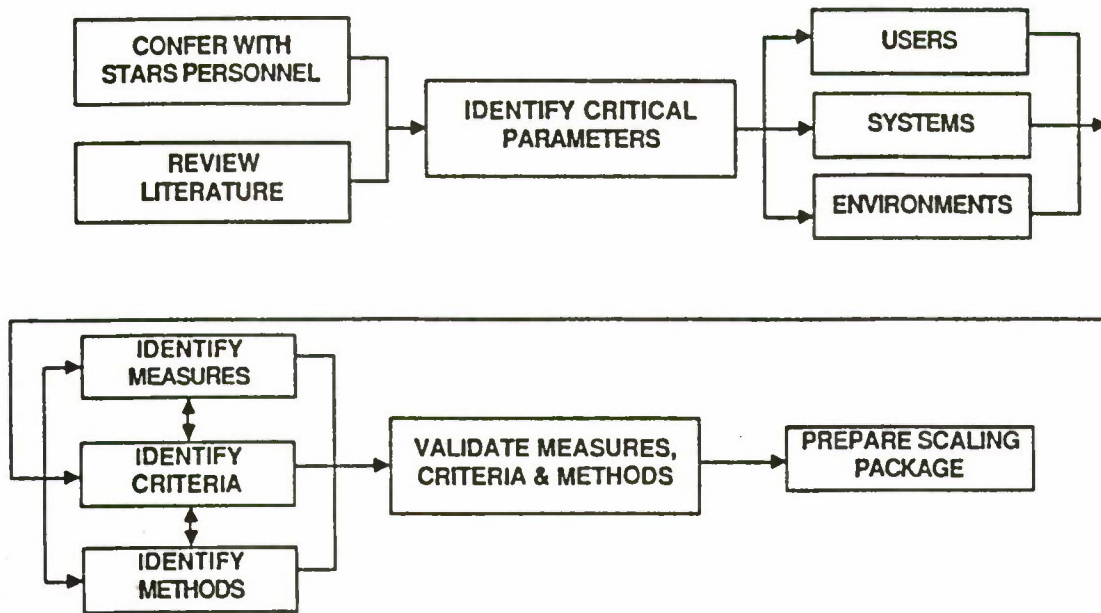 CONFER WITH
STARS PERSONNEL
REVIEW
LITERATURE
IDENTIFY CRITICAL
PARAMETERS
USERS
SYSTEMS
ENVIRONMENTS
IDENTIFY
MEASURES
IDENTIFY
CRITERIA
IDENTIFY
METHODS
VALIDATE MEASURES,
CRITERIA & METHODS
PREPARE SCALING
PACKAGE